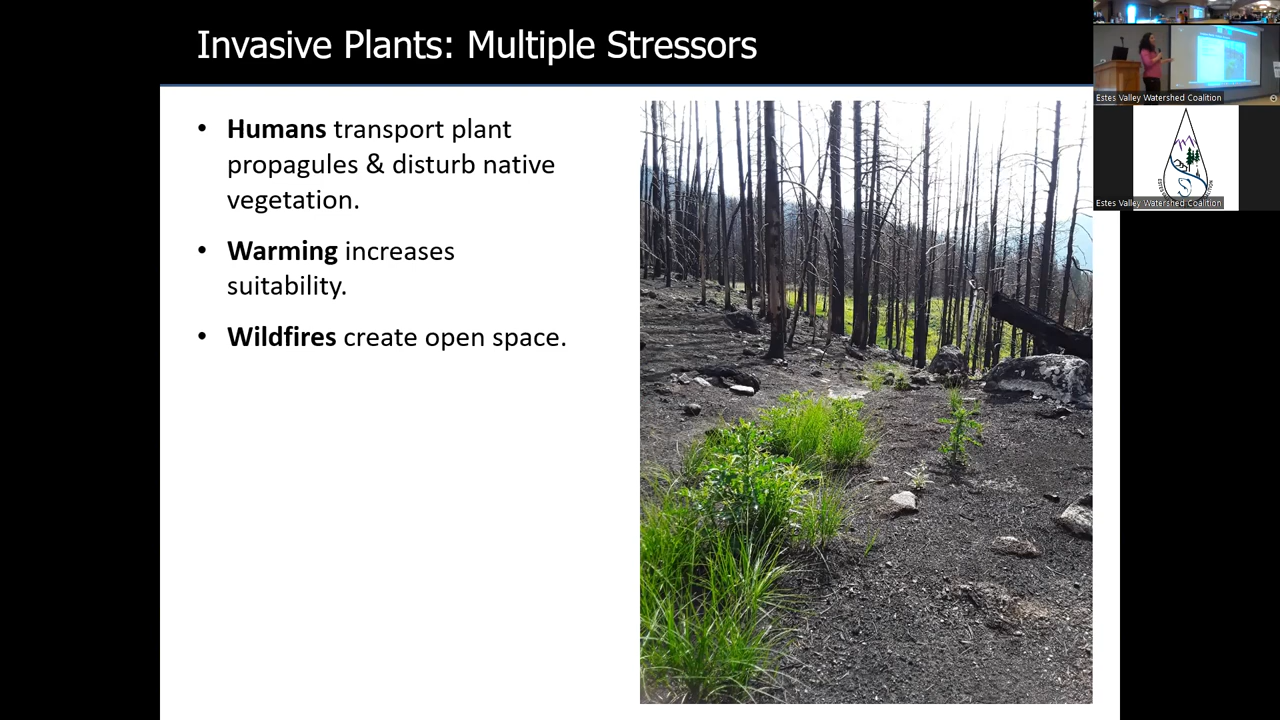 Invasive Plants: Multiple Stressors
• Humans transport plant
propagules & disturb native
vegetation.
• Warming increases
suitability.
• Wildfires create open space.
Estes Valley Watershed Coalition
Estes Valley Watershed Coalition